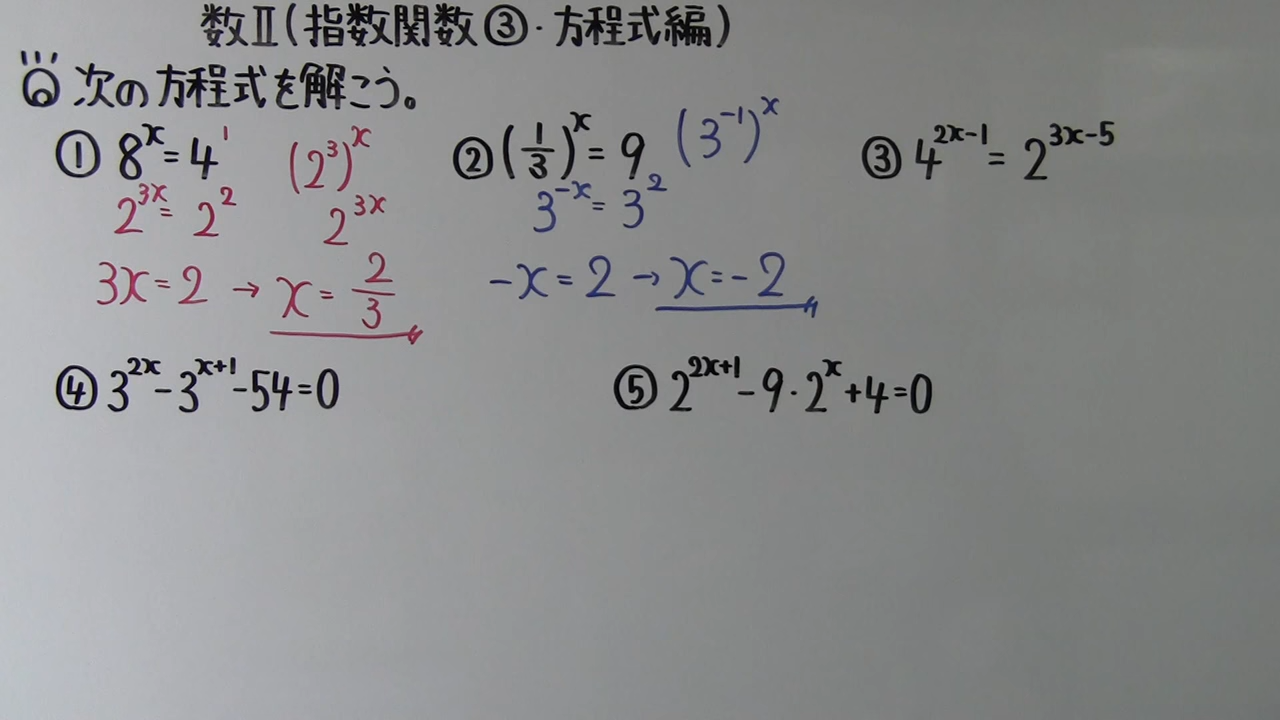 数Ⅱ(指数関数③・方程式編)
Q 次の方程式を解こう。
① 8^x = 4^1 (2^3)^x
2^{3x} = 2^2 2^{3x}
3x = 2 → x = 2/3
② (1/3)^x = 9 (3^{-1})^x
3^{-x} = 3^2
-x = 2 → x = -2
③ 4^{2x-1} = 2^{3x-5}
④ 3^{2x} - 3^{x+1} - 54 = 0
⑤ 2^{2x+1} - 9・2^x + 4 = 0